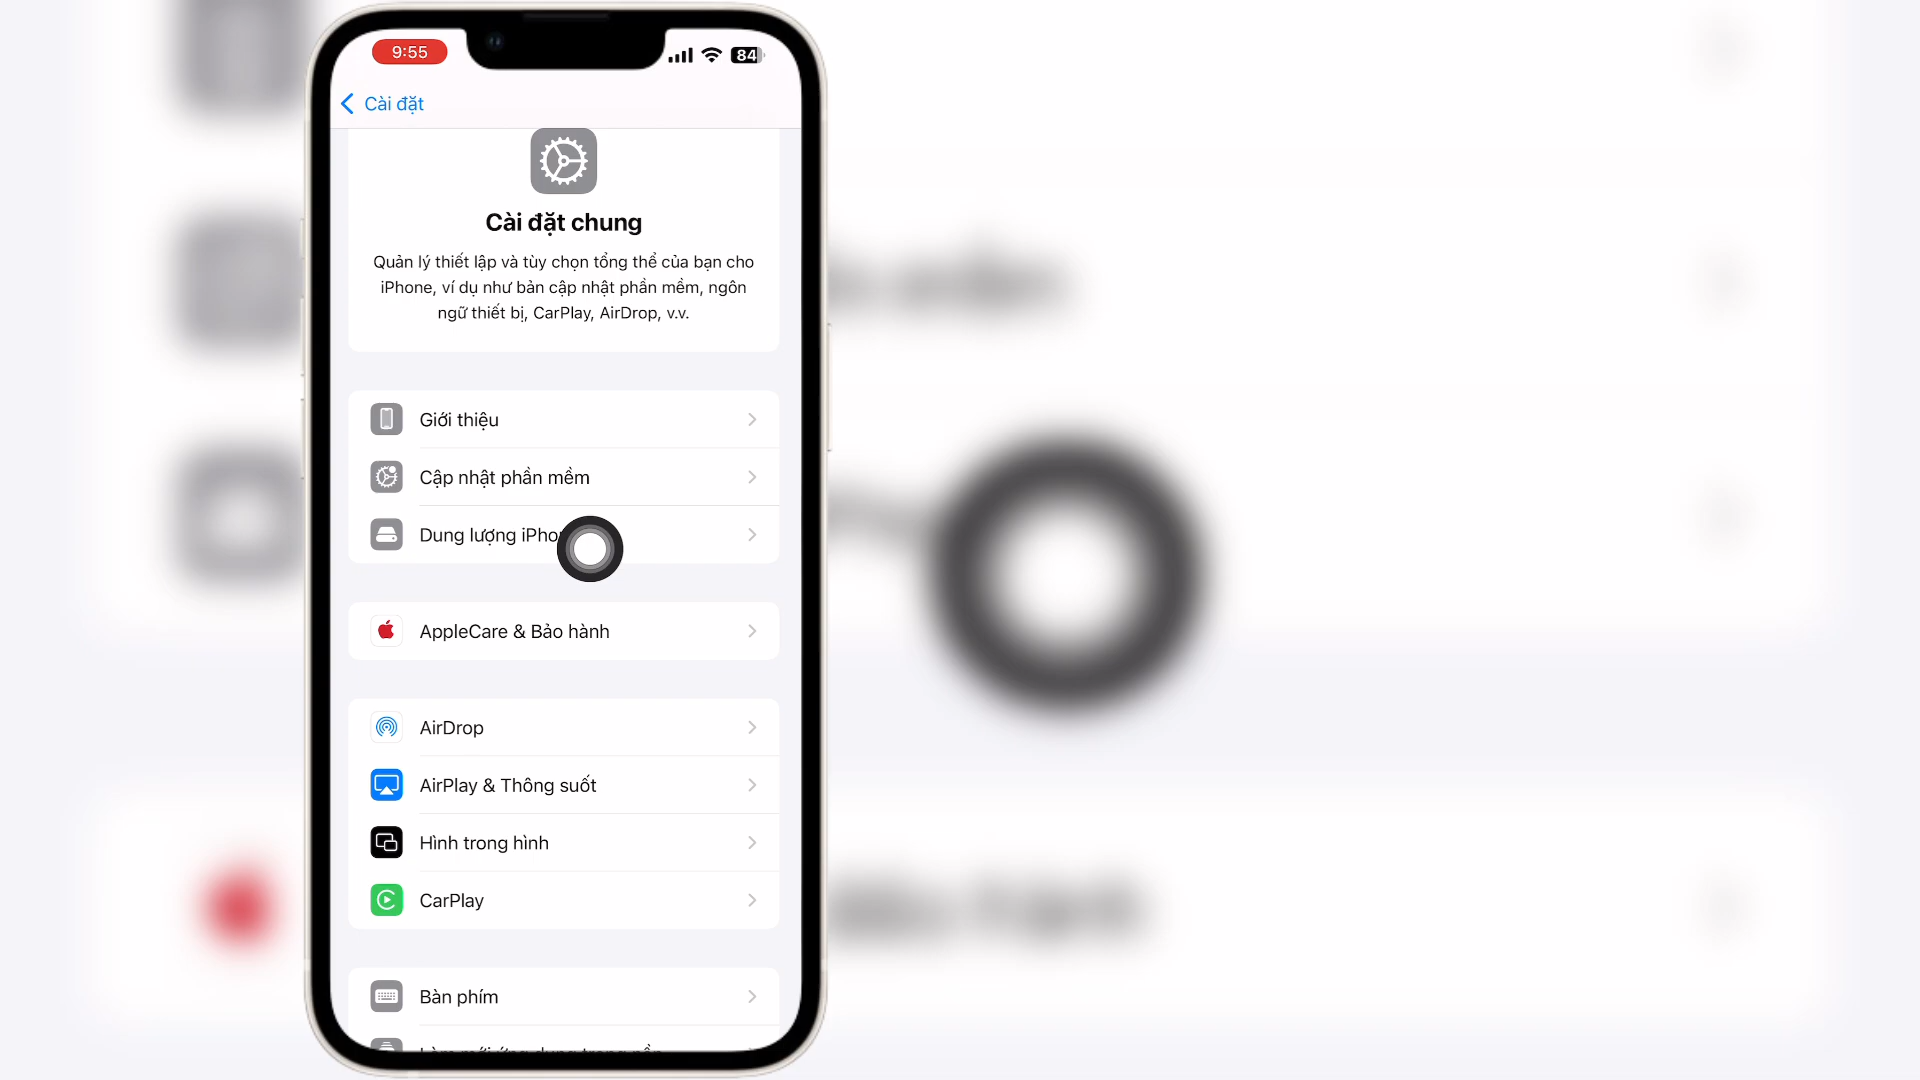 9:55
84
Cài đặt
Cài đặt chung
Quản lý thiết lập và tùy chọn tổng thể của bạn cho
iPhone, ví dụ như bản cập nhật phần mềm, ngôn
ngữ thiết bị, CarPlay, AirDrop, v.v.
Giới thiệu
Cập nhật phần mềm
Dung lượng
AppleCare & Bảo hành
AirDrop
AirPlay & Thông suốt
Hình trong hình
CarPlay
Bàn phím